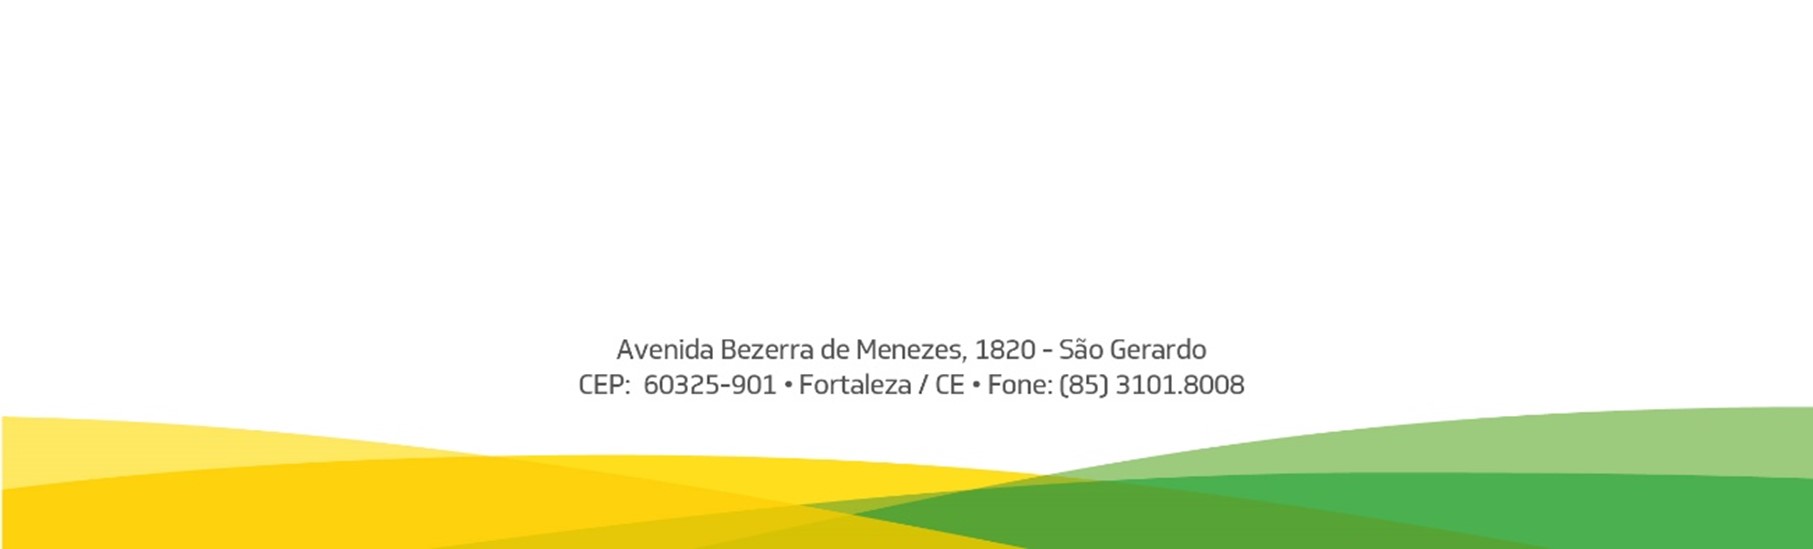 Avenida Bezerra de Menezes, 1820 - São Gerardo
CEP:  60325-901 • Fortaleza / CE • Fone: (85) 3101.8008